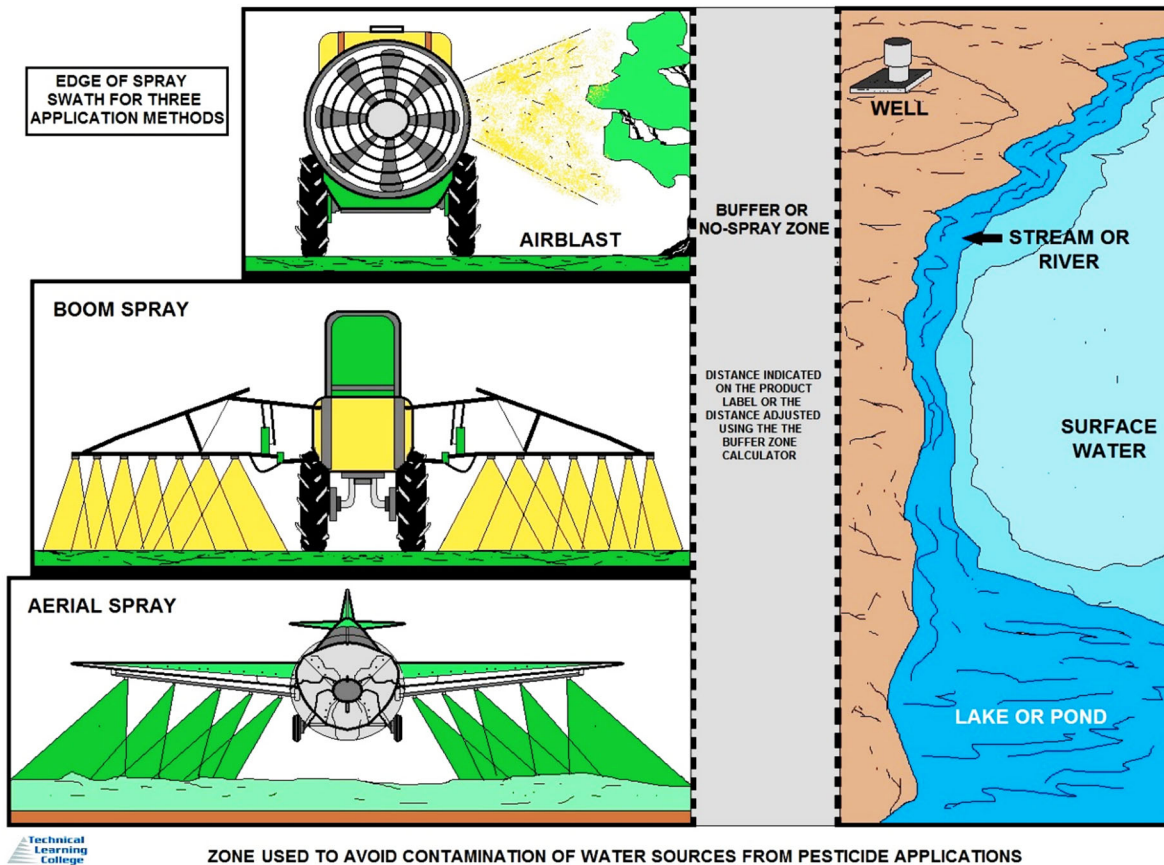 EDGE OF SPRAY
SWATH FOR THREE
APPLICATION METHODS
AIRBLAST
BOOM SPRAY
AERIAL SPRAY
BUFFER OR
NO-SPRAY ZONE
DISTANCE INDICATED
ON THE PRODUCT
LABEL OR THE
DISTANCE ADJUSTED
USING THE THE
BUFFER ZONE
CALCULATOR
WELL
STREAM OR
RIVER
SURFACE
WATER
LAKE OR POND
Technical
Learning
College
ZONE USED TO AVOID CONTAMINATION OF WATER SOURCES FROM PESTICIDE APPLICATIONS